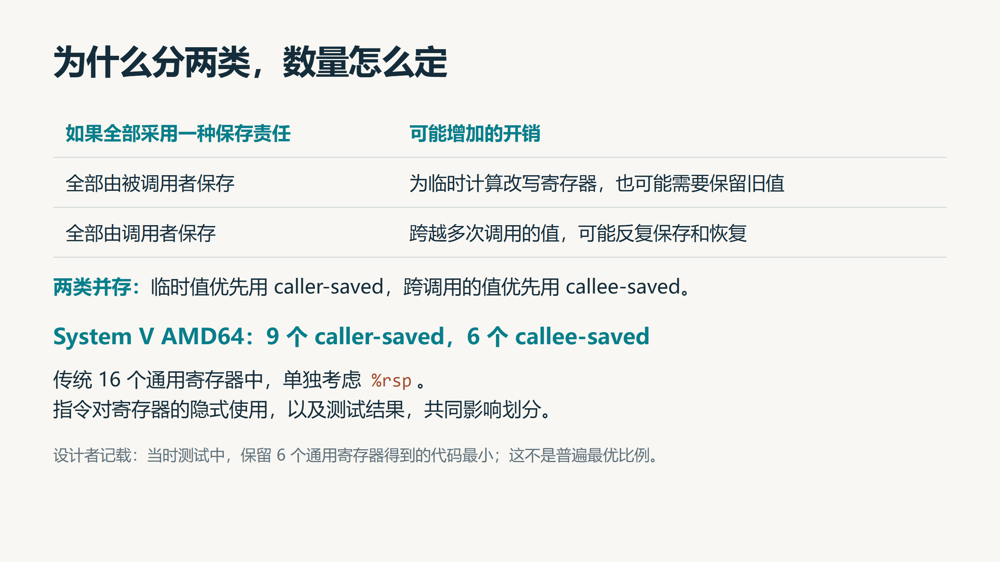 为什么分两类，数量怎么定
如果全部采用一种保存责任 可能增加的开销
全部由被调用者保存 为临时计算改写寄存器，也可能需要保留旧值
全部由调用者保存 跨越多次调用的值，可能反复保存和恢复
两类并存：临时值优先用 caller-saved，跨调用的值优先用 callee-saved。
System V AMD64：9 个 caller-saved，6 个 callee-saved
传统 16 个通用寄存器中，单独考虑 %rsp 。
指令对寄存器的隐式使用，以及测试结果，共同影响划分。
设计者记载：当时测试中，保留 6 个通用寄存器得到的代码最小；这不是普遍最优比例。